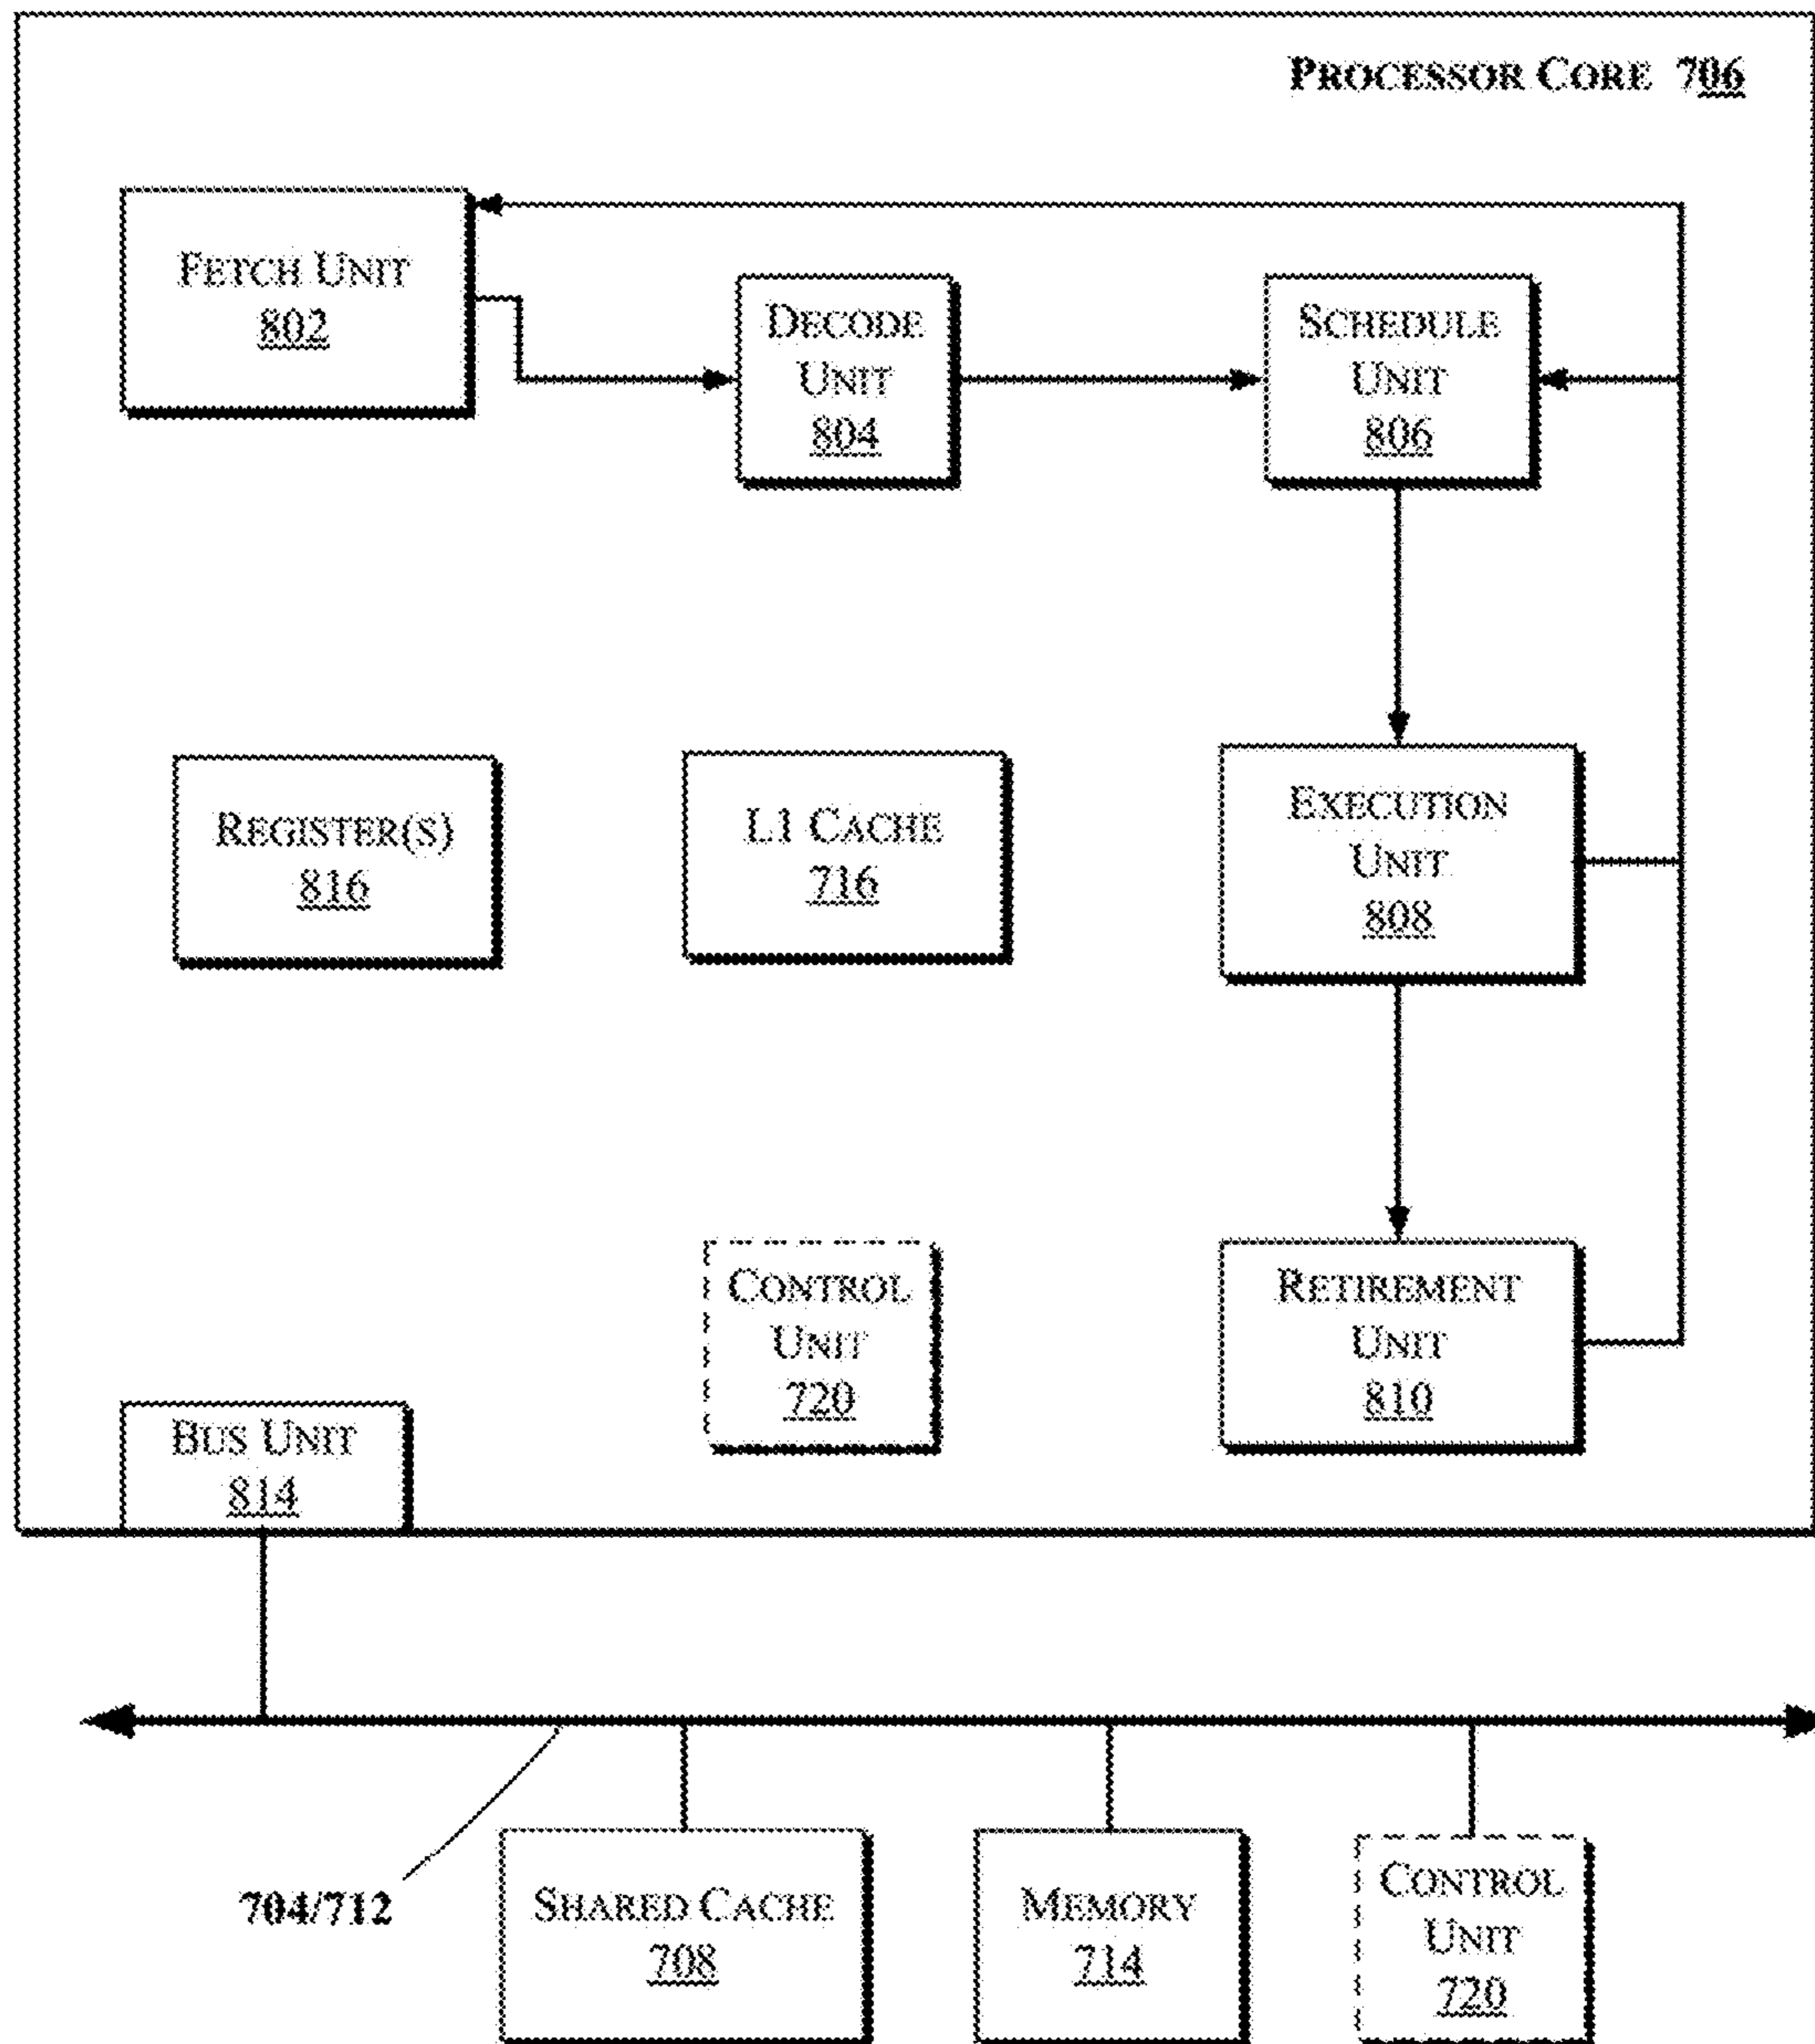 PROCESSOR CORE 706
FETCH UNIT
802
DECODE
UNIT
804
SCHEDULE
UNIT
806
REGISTER(S)
816
L1 CACHE
716
EXECUTION
UNIT
808
CONTROL
UNIT
720
RETIREMENT
UNIT
810
BUS UNIT
814
704/712
SHARED CACHE
708
MEMORY
714
CONTROL
UNIT
720